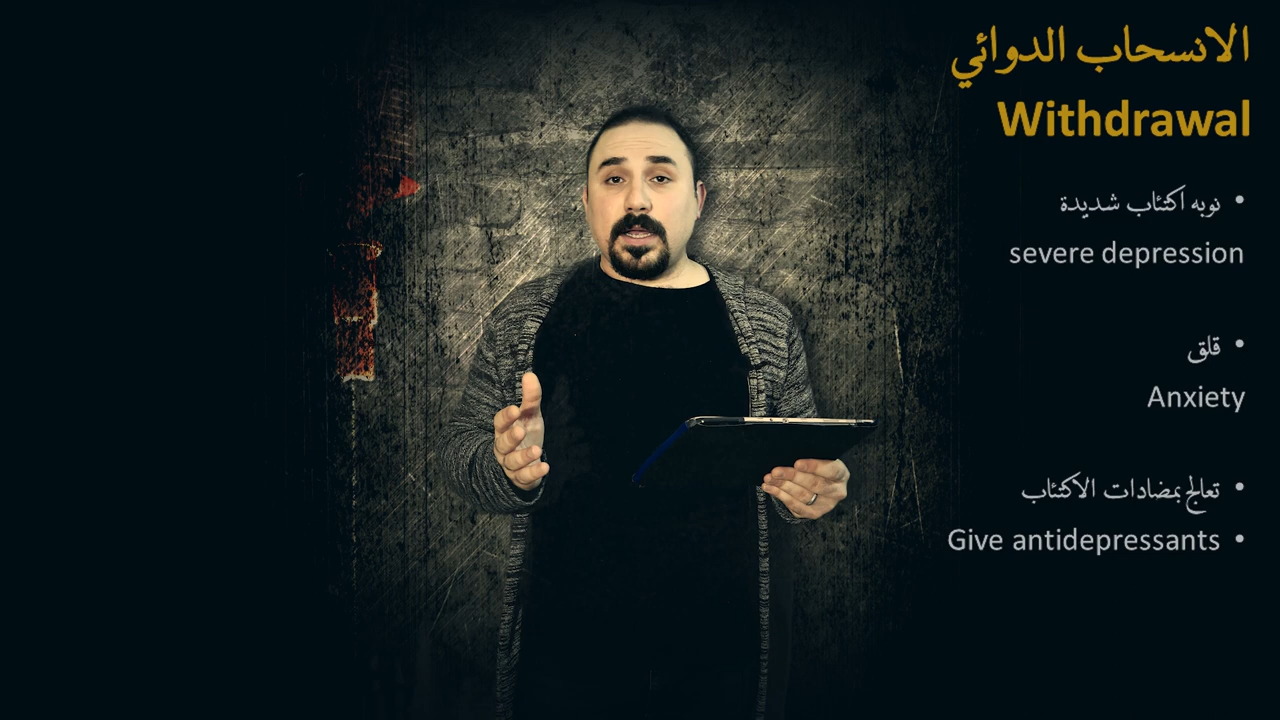 الانسحاب الدوائي
Withdrawal
• نوبه اكتئاب شديدة
severe depression
• قلق
Anxiety
• تعالج بمضادات الاكتئاب
• Give antidepressants